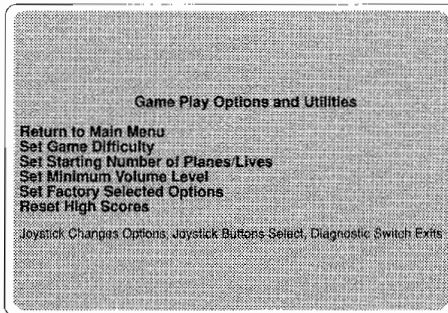 Game Play Options and Utilities
Return to Main Menu
Set Game Difficulty
Set Starting Number of Planes/Lives
Set Minimum Volume Level
Set Factory Selected Options
Reset High Scores
Joystick Changes Options, Joystick Buttons Select, Diagnostic Switch Exits